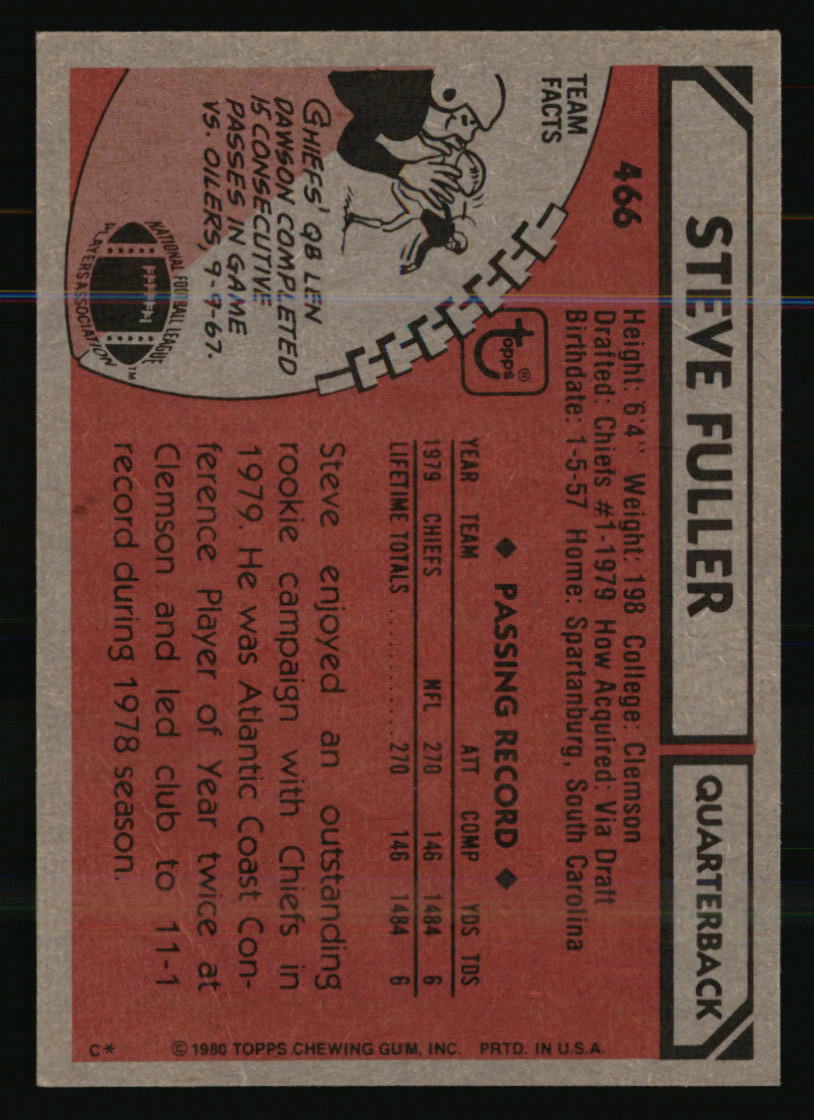 STEVE FULLER
QUARTERBACK
466
Height: 6'4" Weight: 198 College: Clemson
Drafted: Chiefs #1-1979 How Acquired: Via Draft
Birthdate: 1-5-57 Home: Spartanburg, South Carolina
TEAM
FACTS
topps®
CHIEFS' QB LEN
DAWSON COMPLETED
15 CONSECUTIVE
PASSES IN GAME
VS. OILERS, 9-9-67.
NATIONAL FOOTBALL LEAGUE
PLAYERS ASSOCIATION™
◆ PASSING RECORD ◆
YEAR TEAM ATT COMP YDS TDS
1979 CHIEFS NFL 270 146 1484 6
LIFETIME TOTALS ............ 270 146 1484 6
Steve enjoyed an outstanding
rookie campaign with Chiefs in
1979. He was Atlantic Coast Con-
ference Player of Year twice at
Clemson and led club to 11-1
record during 1978 season.
C* © 1980 TOPPS CHEWING GUM, INC. PRTD. IN U.S.A.